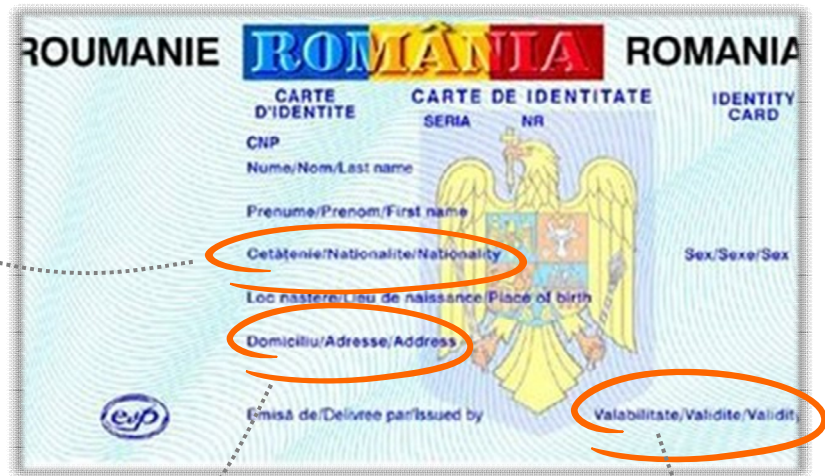 ROUMANIE ROMÂNIA ROMANIA
CARTE D'IDENTITE
CARTE DE IDENTITATE
IDENTITY CARD
SERIA NR
CNP
Nume/Nom/Last name
Prenume/Prenom/First name
Cetăţenie/Nationalite/Nationality
Sex/Sexe/Sex
Loc nastere/Lieu de naissance/Place of birth
Domiciliu/Adresse/Address
Emisă de/Delivree par/Issued by
Valabilitate/Validite/Validity